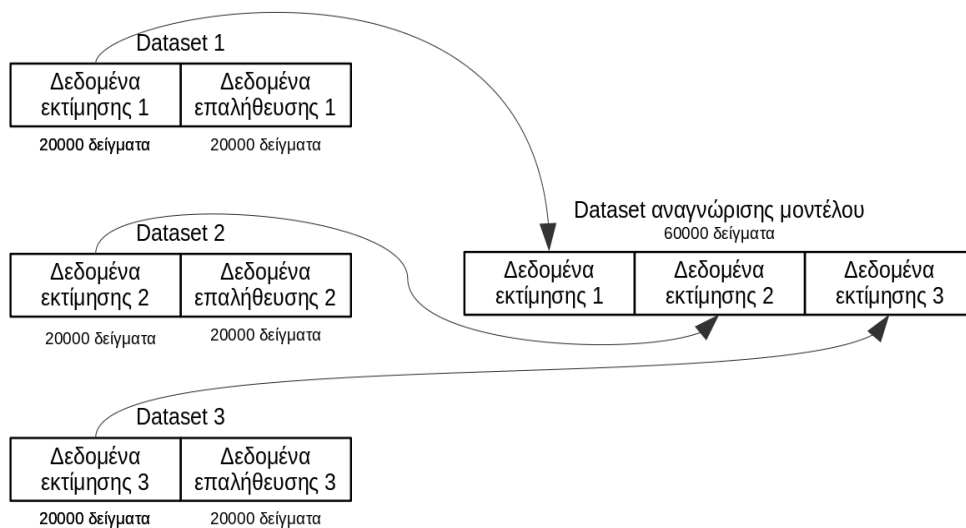 Dataset 1
Δεδομένα
εκτίμησης 1
Δεδομένα
επαλήθευσης 1
20000 δείγματα
20000 δείγματα
Dataset 2
Δεδομένα
εκτίμησης 2
Δεδομένα
επαλήθευσης 2
20000 δείγματα
20000 δείγματα
Dataset 3
Δεδομένα
εκτίμησης 3
Δεδομένα
επαλήθευσης 3
20000 δείγματα
20000 δείγματα
Dataset αναγνώρισης μοντέλου
60000 δείγματα
Δεδομένα
εκτίμησης 1
Δεδομένα
εκτίμησης 2
Δεδομένα
εκτίμησης 3